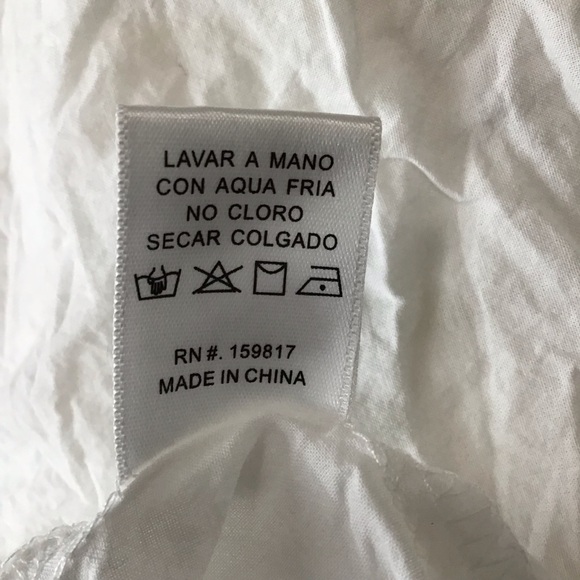 LAVAR A MANO
CON AQUA FRIA
NO CLORO
SECAR COLGADO
RN#. 159817
MADE IN CHINA